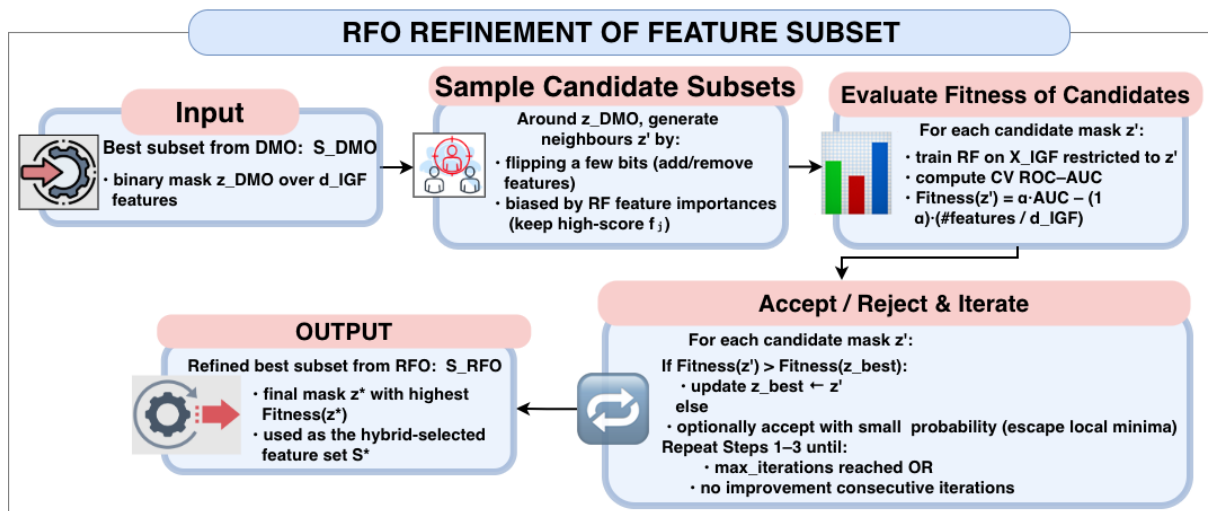 RFO REFINEMENT OF FEATURE SUBSET
Input
Best subset from DMO: S_DMO
· binary mask z_DMO over d_IGF
features
Sample Candidate Subsets
Around z_DMO, generate
neighbours z' by:
· flipping a few bits (add/remove
features)
· biased by RF feature importances
(keep high-score fⱼ)
Evaluate Fitness of Candidates
For each candidate mask z':
· train RF on X_IGF restricted to z'
· compute CV ROC–AUC
· Fitness(z') = α·AUC – (1
α)·(#features / d_IGF)
Accept / Reject & Iterate
For each candidate mask z':
If Fitness(z') > Fitness(z_best):
· update z_best ← z'
else
· optionally accept with small probability (escape local minima)
Repeat Steps 1–3 until:
· max_iterations reached OR
· no improvement consecutive iterations
OUTPUT
Refined best subset from RFO: S_RFO
· final mask z* with highest
Fitness(z*)
· used as the hybrid-selected
feature set S*